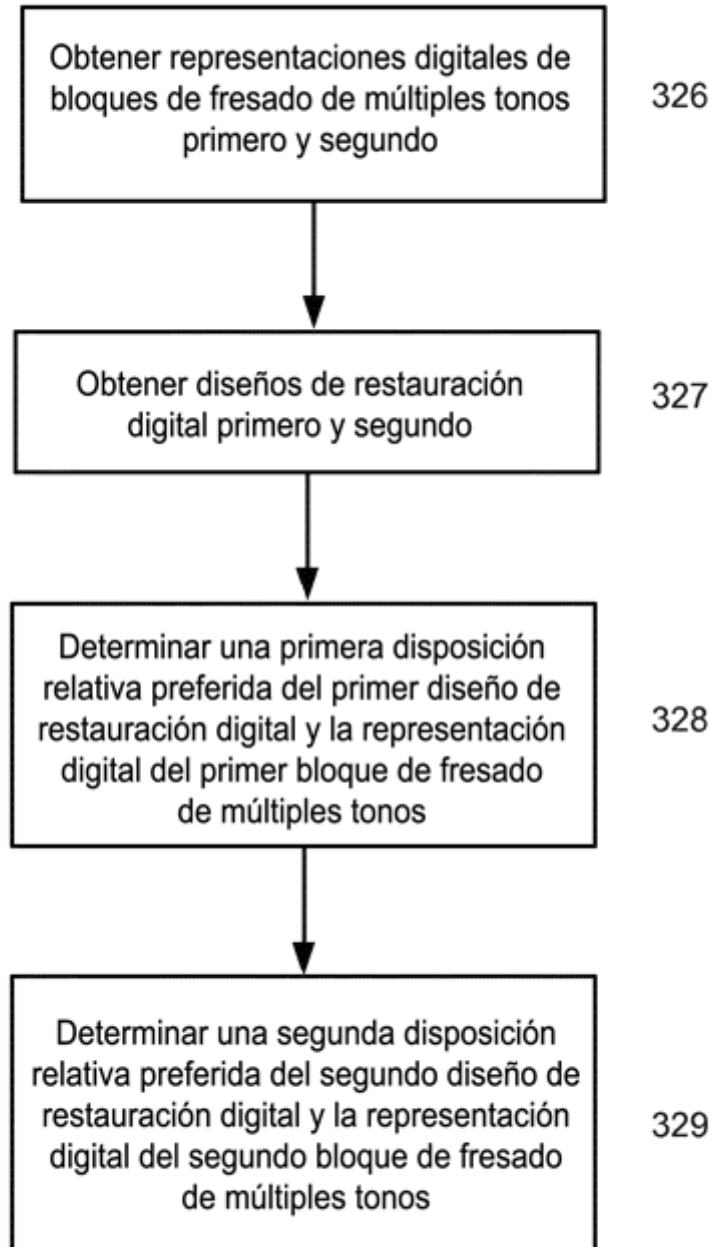 Obtener representaciones digitales de
bloques de fresado de múltiples tonos
primero y segundo
326
Obtener diseños de restauración
digital primero y segundo
327
Determinar una primera disposición
relativa preferida del primer diseño de
restauración digital y la representación
digital del primer bloque de fresado
de múltiples tonos
328
Determinar una segunda disposición
relativa preferida del segundo diseño de
restauración digital y la representación
digital del segundo bloque de fresado
de múltiples tonos
329